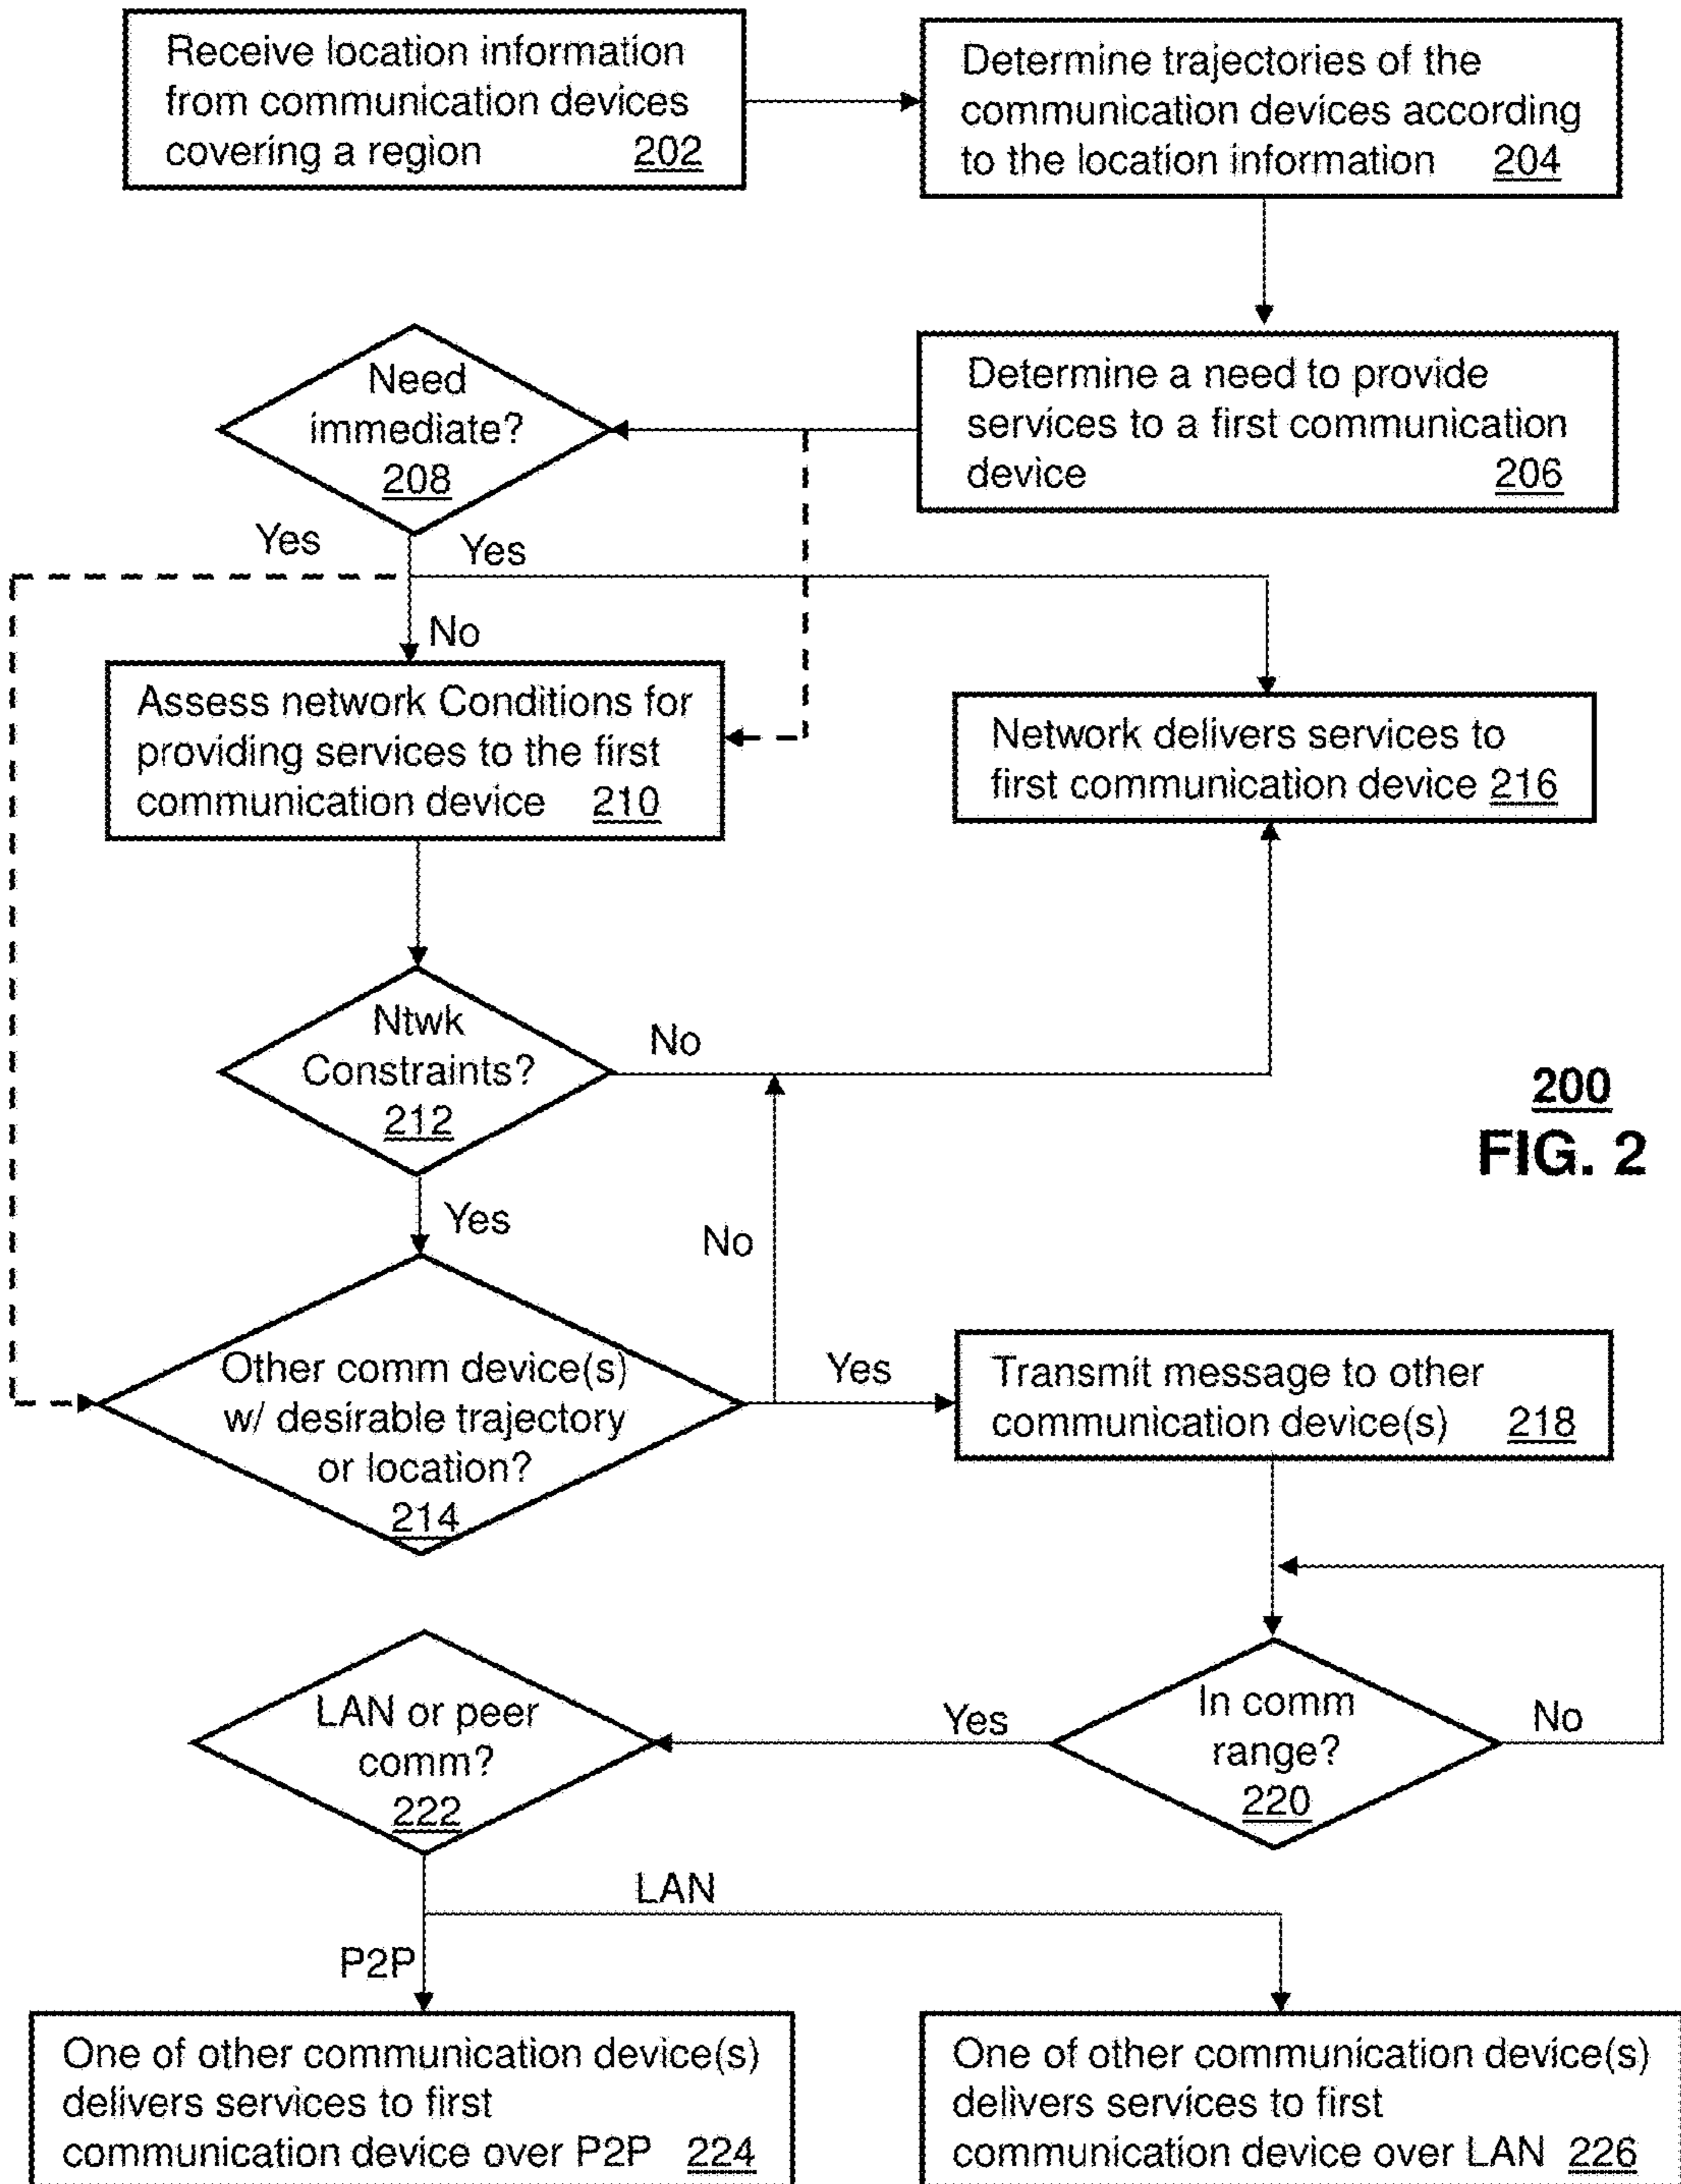 Receive location information
from communication devices
covering a region 202
Determine trajectories of the
communication devices according
to the location information 204
Need
immediate?
208
Determine a need to provide
services to a first communication
device 206
Yes
Yes
No
Assess network Conditions for
providing services to the first
communication device 210
Network delivers services to
first communication device 216
Ntwk
Constraints?
212
No
200
FIG. 2
Yes
No
Other comm device(s)
w/ desirable trajectory
or location?
214
Yes
Transmit message to other
communication device(s) 218
LAN or peer
comm?
222
Yes
In comm
range?
220
No
LAN
P2P
One of other communication device(s)
delivers services to first
communication device over P2P 224
One of other communication device(s)
delivers services to first
communication device over LAN 226